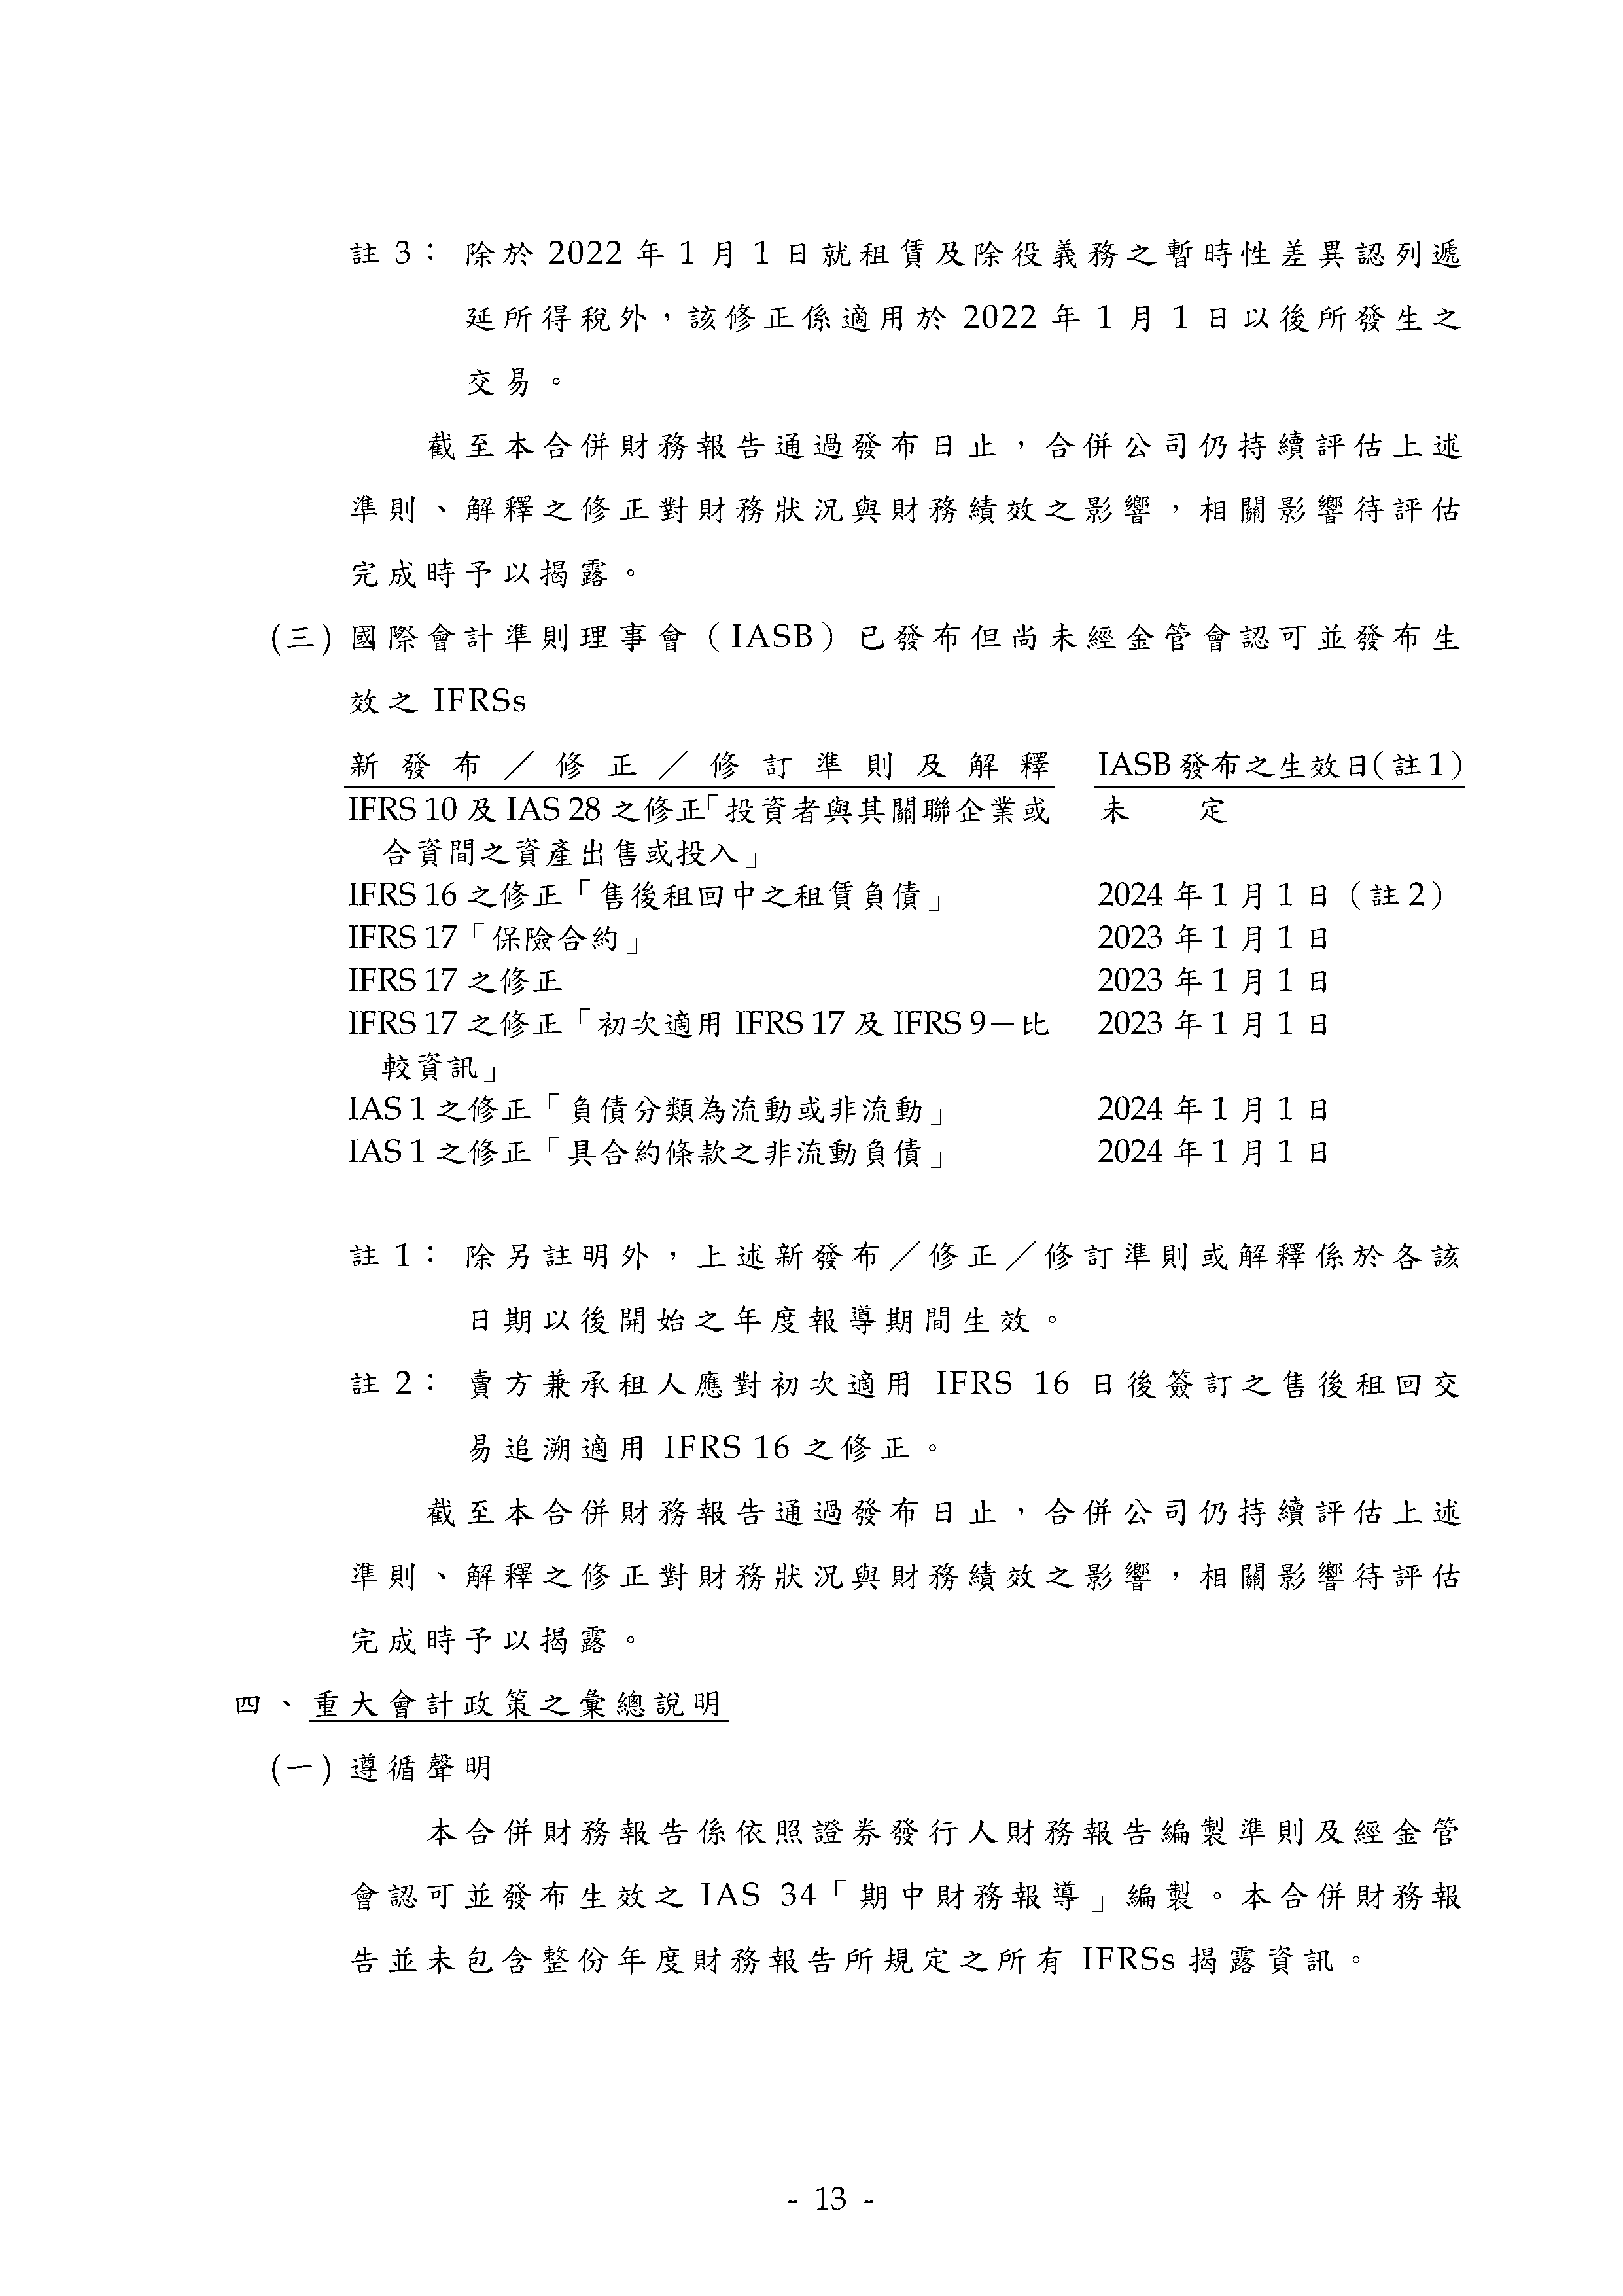 註 3： 除於 2022 年 1 月 1 日就租賃及除役義務之暫時性差異認列遞
延所得稅外，該修正係適用於 2022 年 1 月 1 日以後所發生之
交易。
截至本合併財務報告通過發布日止，合併公司仍持續評估上述
準則、解釋之修正對財務狀況與財務績效之影響，相關影響待評估
完成時予以揭露。
(三) 國際會計準則理事會（IASB）已發布但尚未經金管會認可並發布生
效之 IFRSs
新發布／修正／修訂準則及解釋 IASB 發布之生效日（註 1）
IFRS 10 及 IAS 28 之修正「投資者與其關聯企業或 未 定
合資間之資產出售或投入」
IFRS 16 之修正「售後租回中之租賃負債」 2024 年 1 月 1 日（註 2）
IFRS 17「保險合約」 2023 年 1 月 1 日
IFRS 17 之修正 2023 年 1 月 1 日
IFRS 17 之修正「初次適用 IFRS 17 及 IFRS 9－比 2023 年 1 月 1 日
較資訊」
IAS 1 之修正「負債分類為流動或非流動」 2024 年 1 月 1 日
IAS 1 之修正「具合約條款之非流動負債」 2024 年 1 月 1 日
註 1： 除另註明外，上述新發布／修正／修訂準則或解釋係於各該
日期以後開始之年度報導期間生效。
註 2： 賣方兼承租人應對初次適用 IFRS 16 日後簽訂之售後租回交
易追溯適用 IFRS 16 之修正。
截至本合併財務報告通過發布日止，合併公司仍持續評估上述
準則、解釋之修正對財務狀況與財務績效之影響，相關影響待評估
完成時予以揭露。
四、重大會計政策之彙總說明
(一) 遵循聲明
本合併財務報告係依照證券發行人財務報告編製準則及經金管
會認可並發布生效之 IAS 34「期中財務報導」編製。本合併財務報
告並未包含整份年度財務報告所規定之所有 IFRSs 揭露資訊。
- 13 -